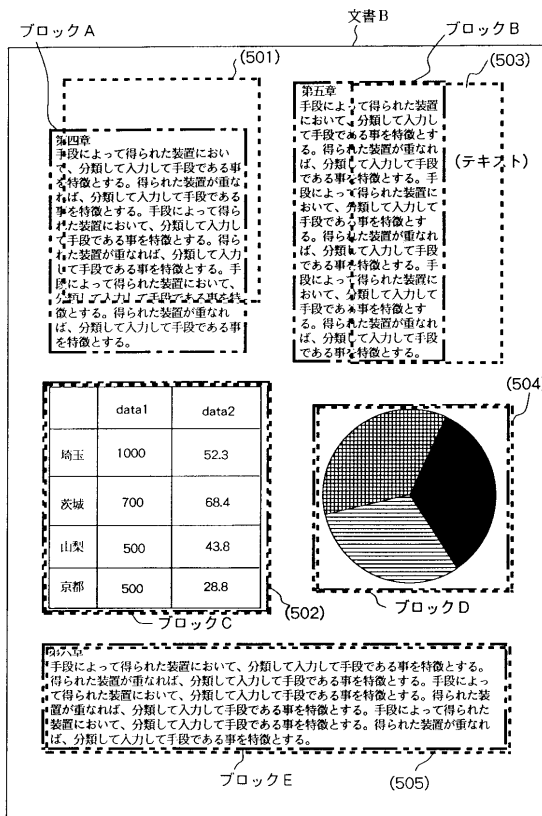 文書B
ブロックA
ブロックB
(501)
(503)
第四章
手段によって得られた装置におい
て、分類して入力して手段である事
を特徴とする。得られた装置が重な
れば、分類して入力して手段である
事を特徴とする。手段によって得ら
れた装置において、分類して入力し
て手段である事を特徴とする。得ら
れた装置が重なれば、分類して入力
して手段である事を特徴とする。手
段によって得られた装置において、
分類して入力して手段である事を特
徴とする。得られた装置が重なれ
ば、分類して入力して手段である事
を特徴とする。
第五章
手段によって得られた装置
において、分類して入力し
て手段である事を特徴とす
る。得られた装置が重なれ
ば、分類して入力して手段
である事を特徴とする。手
段によって得られた装置に
おいて、分類して入力して
手段である事を特徴とす
る。得られた装置が重なれ
ば、分類して入力して手段
である事を特徴とする。手
段によって得られた装置に
おいて、分類して入力して
手段である事を特徴とす
る。得られた装置が重なれ
ば、分類して入力して手段
である事を特徴とする。
(テキスト)
data1 data2
埼玉 1000 52.3
茨城 700 68.4
山梨 500 43.8
京都 500 28.8
(502)
ブロックC
(504)
ブロックD
第六章
手段によって得られた装置において、分類して入力して手段である事を特徴とする。
得られた装置が重なれば、分類して入力して手段である事を特徴とする。手段によっ
て得られた装置において、分類して入力して手段である事を特徴とする。得られた装
置が重なれば、分類して入力して手段である事を特徴とする。手段によって得られた
装置において、分類して入力して手段である事を特徴とする。得られた装置が重なれ
ば、分類して入力して手段である事を特徴とする。
ブロックE
(505)